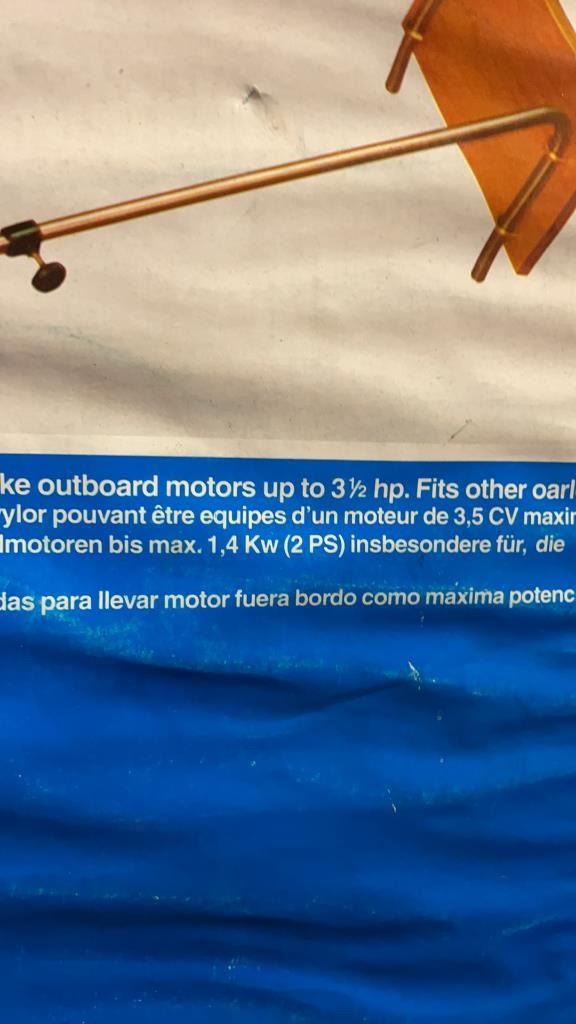 ke outboard motors up to 3½ hp. Fits other oarl
ylor pouvant être equipes d'un moteur de 3,5 CV maxim
lmotoren bis max. 1,4 Kw (2 PS) insbesondere für, die
das para llevar motor fuera bordo como maxima potenc